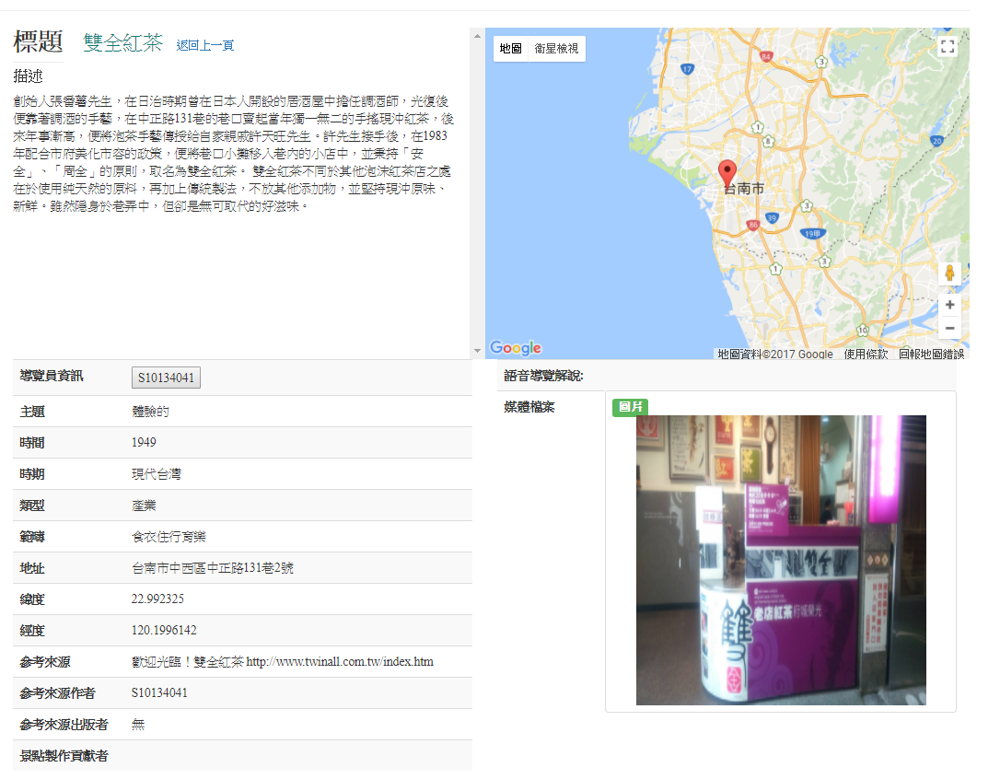 標題 雙全紅茶 返回上一頁
描述
創始人張番薯先生，在日治時期曾在日本人開設的居酒屋中擔任調酒師，光復後
便靠著調酒的手藝，在中正路131巷的巷口賣起當年獨一無二的手搖現沖紅茶，後
來年事漸高，便將泡茶手藝傳授給自家親戚許天旺先生。許先生接手後，在1983
年配合市府美化市容的政策，便將巷口小攤移入巷內的小店中，並秉持「安
全」、「周全」的原則，取名為雙全紅茶。 雙全紅茶不同於其他泡沫紅茶店之處
在於使用純天然的原料，再加上傳統製法，不放其他添加物，並堅持現沖原味、
新鮮。雖然隱身於巷弄中，但卻是無可取代的好滋味。
地圖 衛星檢視
17
84
3
1
8
20
台南市
3
39
86
19甲
3
1
10
Google
地圖資料©2017 Google 使用條款 回報地圖錯誤
導覽員資訊 S10134041
主題 體驗的
時間 1949
時期 現代台灣
類型 產業
範疇 食衣住行育樂
地址 台南市中西區中正路131巷2號
緯度 22.992325
經度 120.1996142
參考來源 歡迎光臨！雙全紅茶 http://www.twinall.com.tw/index.htm
參考來源作者 S10134041
參考來源出版者 無
景點製作貢獻者
語音導覽解說:
媒體檔案
圖片
雙全
老店紅茶府城榮光
雙